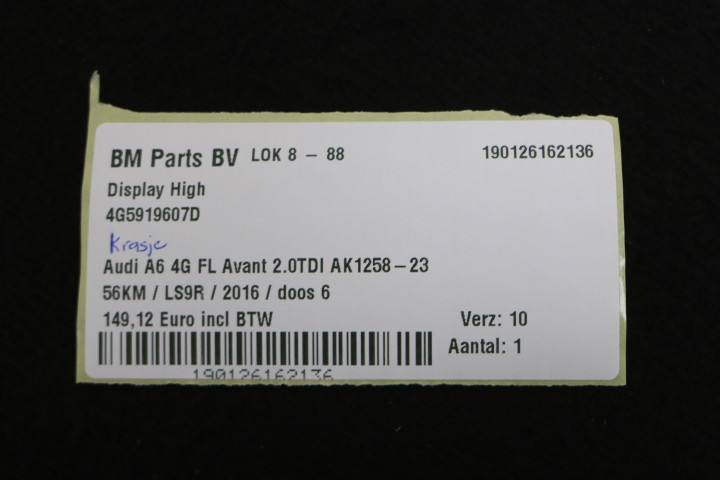 BM Parts BV LOK 8 - 88 190126162136
Display High
4G5919607D
Krasje
Audi A6 4G FL Avant 2.0TDI AK1258-23
56KM / LS9R / 2016 / doos 6
149,12 Euro incl BTW Verz: 10
Aantal: 1
190126162136